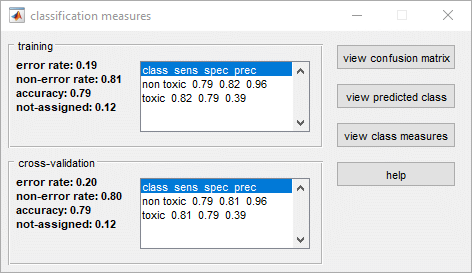 classification measures
training
error rate: 0.19
non-error rate: 0.81
accuracy: 0.79
not-assigned: 0.12
class sens spec prec
non toxic 0.79 0.82 0.96
toxic 0.82 0.79 0.39
cross-validation
error rate: 0.20
non-error rate: 0.80
accuracy: 0.79
not-assigned: 0.12
class sens spec prec
non toxic 0.79 0.81 0.96
toxic 0.81 0.79 0.39
view confusion matrix
view predicted class
view class measures
help